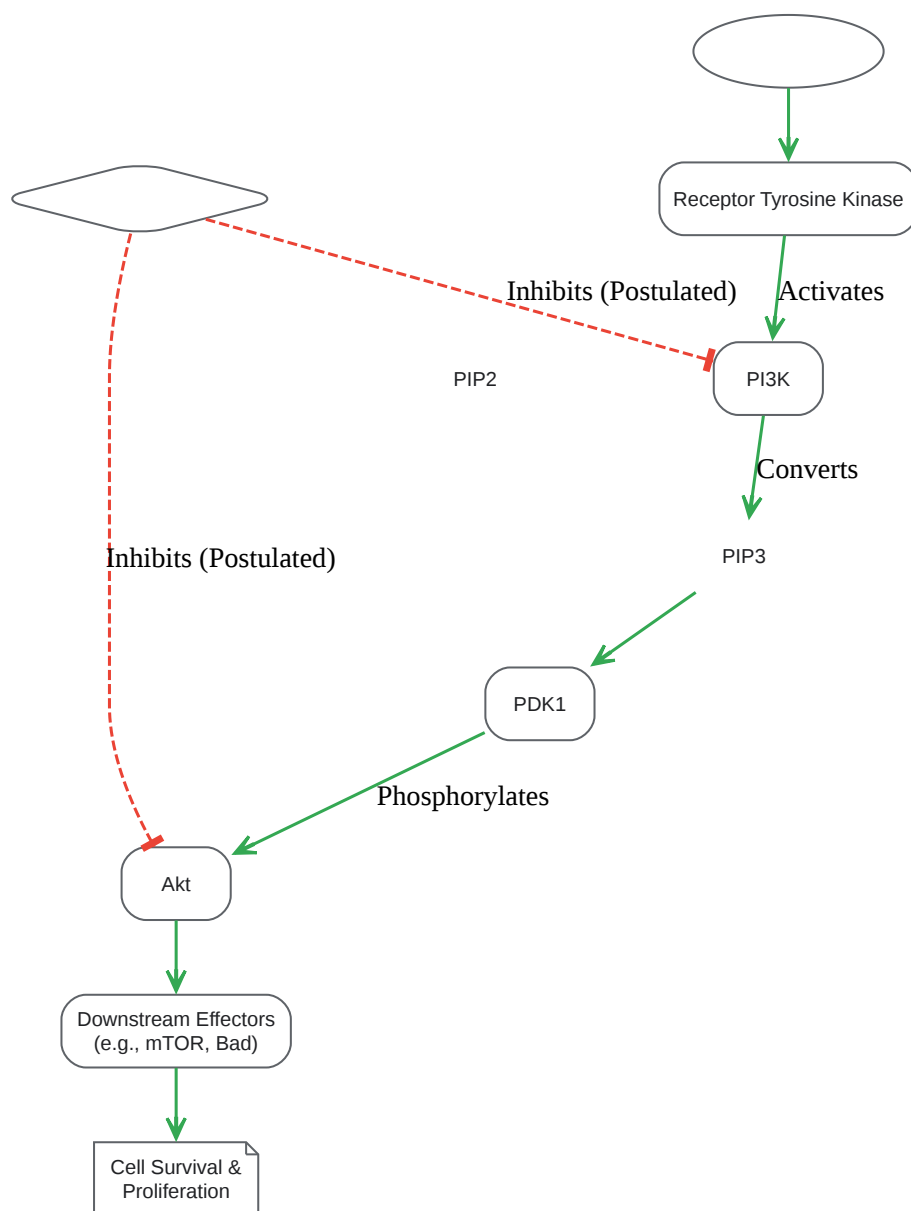 Receptor Tyrosine Kinase
Inhibits (Postulated)
Activates
PIP2
PI3K
Converts
Inhibits (Postulated)
PIP3
PDK1
Phosphorylates
Akt
Downstream Effectors
(e.g., mTOR, Bad)
Cell Survival &
Proliferation